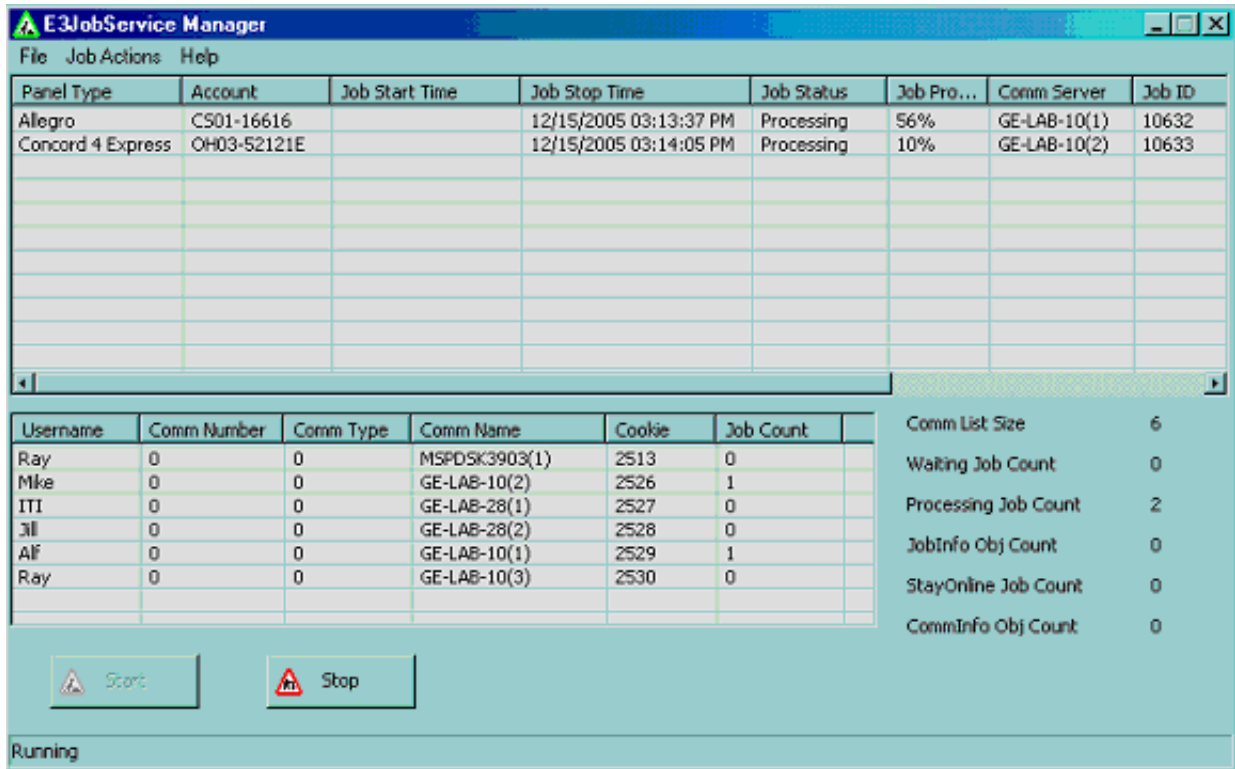 E3JobService Manager
File Job Actions Help
Panel Type Account Job Start Time Job Stop Time Job Status Job Pro... Comm Server Job ID
Allegro CS01-16616 12/15/2005 03:13:37 PM Processing 56% GE-LAB-10(1) 10632
Concord 4 Express OH03-52121E 12/15/2005 03:14:05 PM Processing 10% GE-LAB-10(2) 10633
Username Comm Number Comm Type Comm Name Cookie Job Count
Ray 0 0 MSPDSK3903(1) 2513 0
Mike 0 0 GE-LAB-10(2) 2526 1
ITI 0 0 GE-LAB-28(1) 2527 0
Jill 0 0 GE-LAB-28(2) 2528 0
Alf 0 0 GE-LAB-10(1) 2529 1
Ray 0 0 GE-LAB-10(3) 2530 0
Comm List Size 6
Waiting Job Count 0
Processing Job Count 2
JobInfo Obj Count 0
StayOnline Job Count 0
CommInfo Obj Count 0
Start Stop
Running